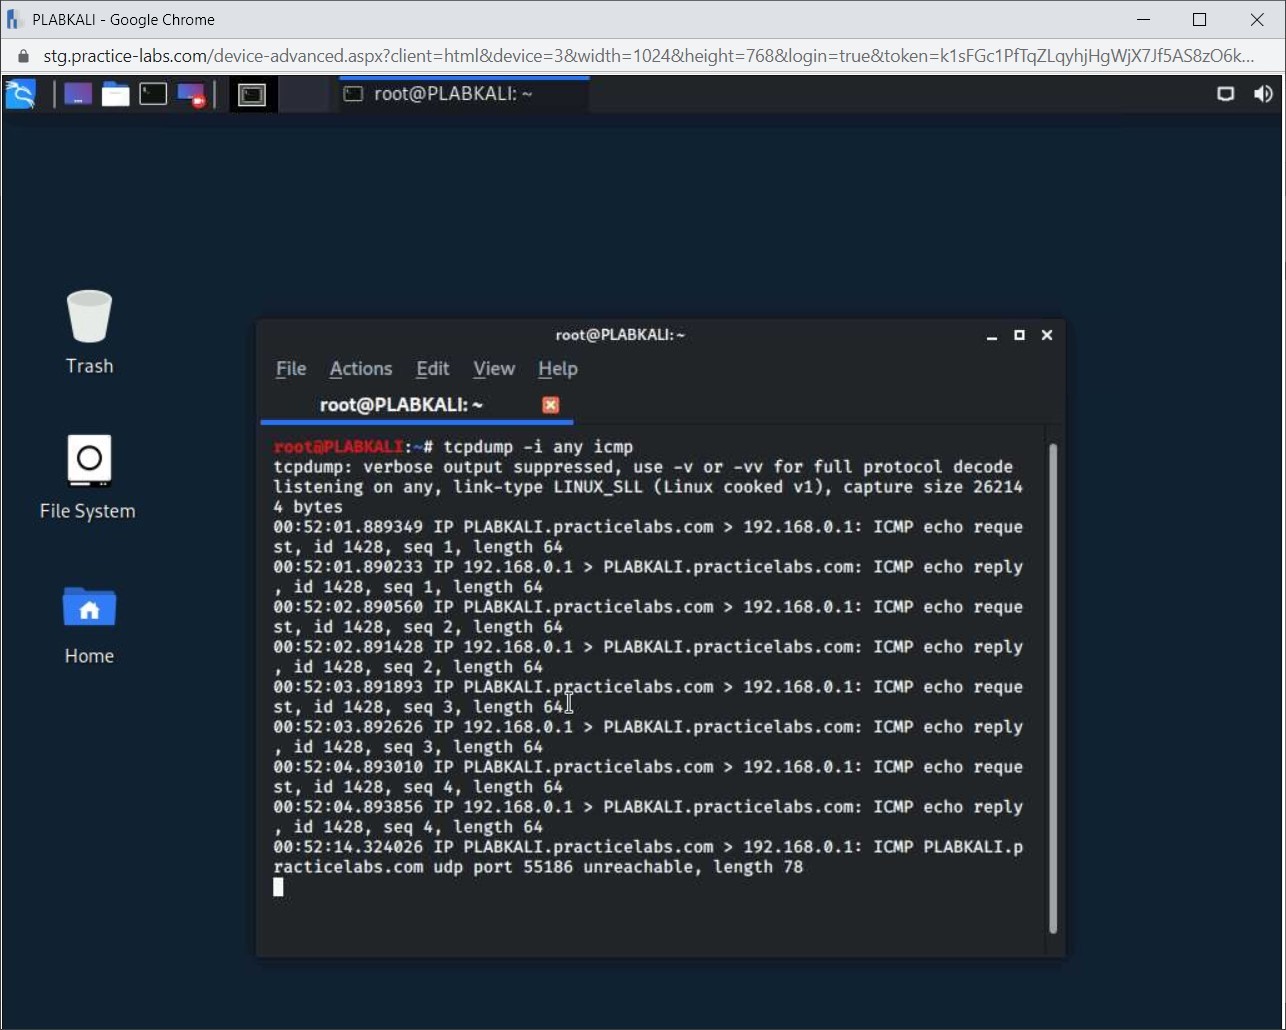 PLABKALI - Google Chrome
stg.practice-labs.com/device-advanced.aspx?client=html&device=3&width=1024&height=768&login=true&token=k1sFGc1PfTqZLqyhjHgWjX7Jf5AS8zO6k...
root@PLABKALI: ~
Trash
File System
Home
root@PLABKALI: ~
File Actions Edit View Help
root@PLABKALI: ~
root@PLABKALI:~# tcpdump -i any icmp
tcpdump: verbose output suppressed, use -v or -vv for full protocol decode
listening on any, link-type LINUX_SLL (Linux cooked v1), capture size 26214
4 bytes
00:52:01.889349 IP PLABKALI.practicelabs.com > 192.168.0.1: ICMP echo reque
st, id 1428, seq 1, length 64
00:52:01.890233 IP 192.168.0.1 > PLABKALI.practicelabs.com: ICMP echo reply
, id 1428, seq 1, length 64
00:52:02.890560 IP PLABKALI.practicelabs.com > 192.168.0.1: ICMP echo reque
st, id 1428, seq 2, length 64
00:52:02.891428 IP 192.168.0.1 > PLABKALI.practicelabs.com: ICMP echo reply
, id 1428, seq 2, length 64
00:52:03.891893 IP PLABKALI.practicelabs.com > 192.168.0.1: ICMP echo reque
st, id 1428, seq 3, length 64
00:52:03.892626 IP 192.168.0.1 > PLABKALI.practicelabs.com: ICMP echo reply
, id 1428, seq 3, length 64
00:52:04.893010 IP PLABKALI.practicelabs.com > 192.168.0.1: ICMP echo reque
st, id 1428, seq 4, length 64
00:52:04.893856 IP 192.168.0.1 > PLABKALI.practicelabs.com: ICMP echo reply
, id 1428, seq 4, length 64
00:52:14.324026 IP PLABKALI.practicelabs.com > 192.168.0.1: ICMP PLABKALI.p
racticelabs.com udp port 55186 unreachable, length 78